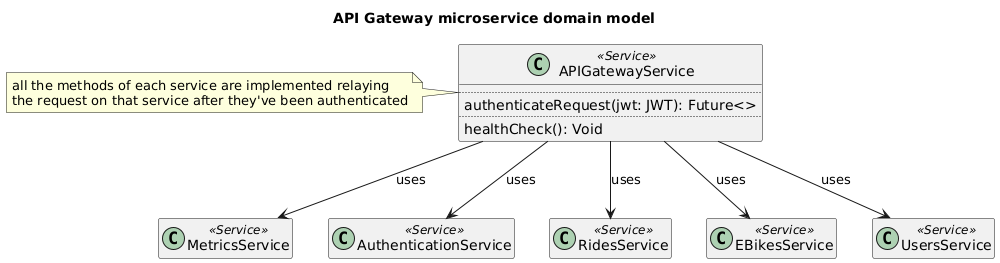 API Gateway microservice domain model
«Service»
C APIGatewayService
all the methods of each service are implemented relaying
the request on that service after they've been authenticated
authenticateRequest(jwt: JWT): Future<>
healthCheck(): Void
uses uses uses uses uses
«Service» «Service» «Service» «Service» «Service»
C MetricsService C AuthenticationService C RidesService C EBikesService C UsersService